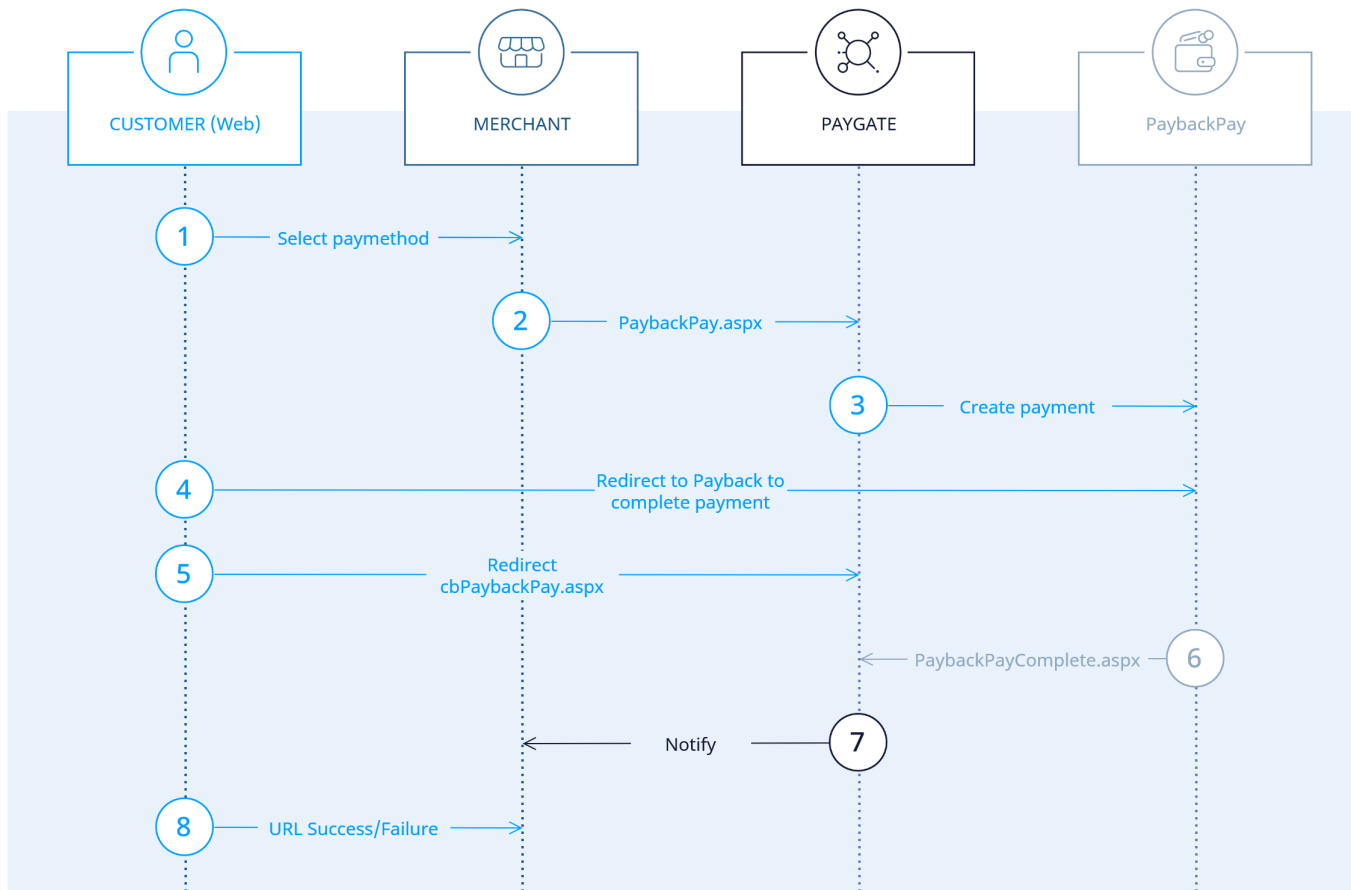 CUSTOMER (Web)
MERCHANT
PAYGATE
PaybackPay
1
Select paymethod
2
PaybackPay.aspx
3
Create payment
4
Redirect to Payback to
complete payment
5
Redirect
cbPaybackPay.aspx
PaybackPayComplete.aspx
6
Notify
7
8
URL Success/Failure